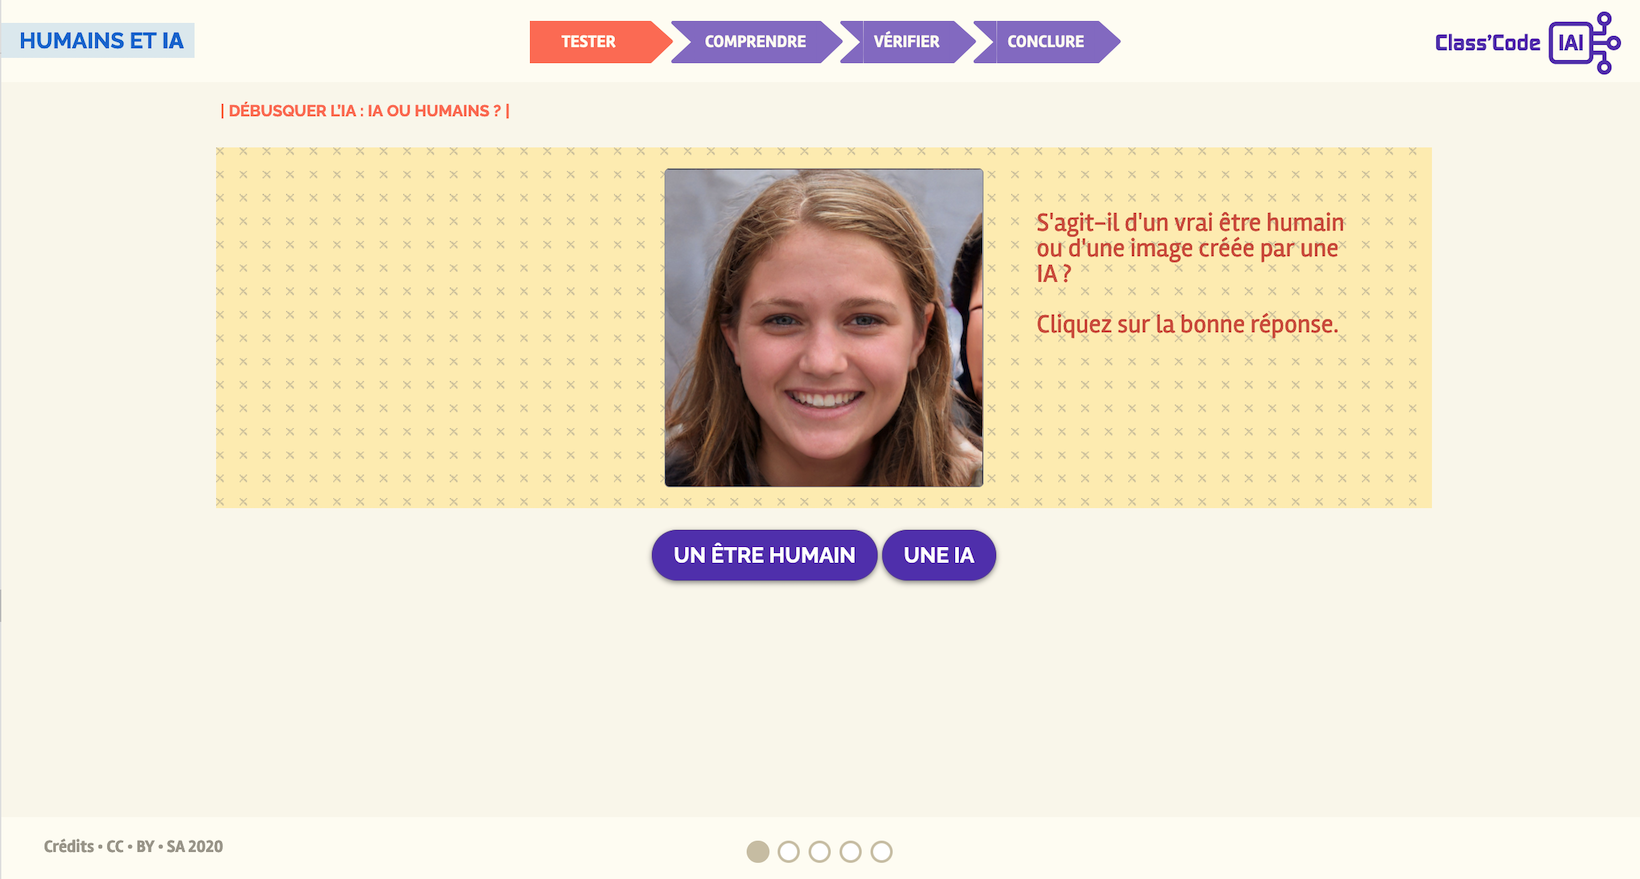 HUMAINS ET IA
TESTER
COMPRENDRE
VÉRIFIER
CONCLURE
Class'Code IAI
| DÉBUSQUER L'IA : IA OU HUMAINS ? |
S'agit-il d'un vrai être humain
ou d'une image créée par une
IA ?
Cliquez sur la bonne réponse.
UN ÊTRE HUMAIN
UNE IA
Crédits • CC • BY • SA 2020